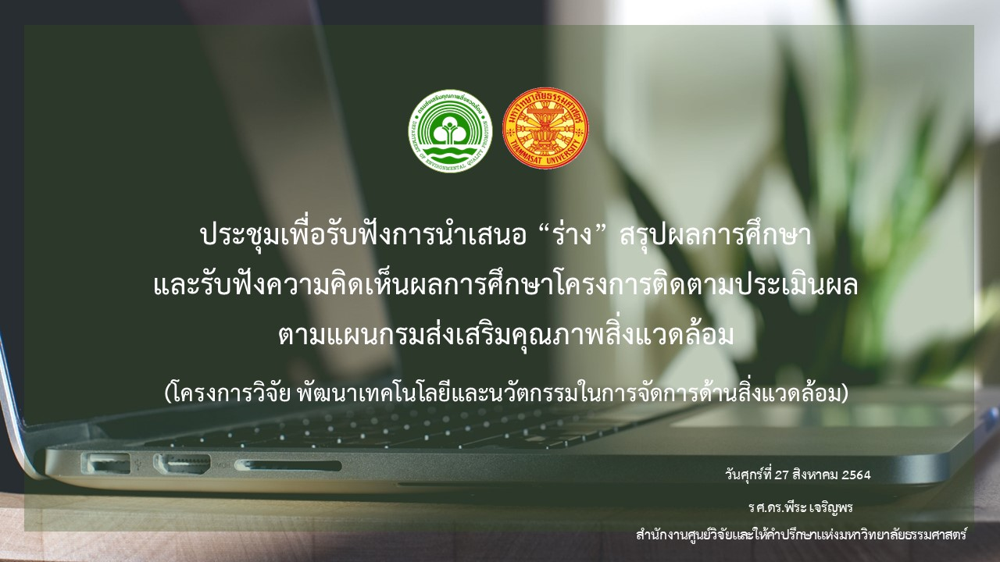 กรมส่งเสริมคุณภาพสิ่งแวดล้อม
DEPARTMENT OF ENVIRONMENTAL QUALITY PROMOTION
มหาวิทยาลัยธรรมศาสตร์
THAMMASAT UNIVERSITY
ประชุมเพื่อรับฟังการนำเสนอ “ร่าง” สรุปผลการศึกษา
และรับฟังความคิดเห็นผลการศึกษาโครงการติดตามประเมินผล
ตามแผนกรมส่งเสริมคุณภาพสิ่งแวดล้อม
(โครงการวิจัย พัฒนาเทคโนโลยีและนวัตกรรมในการจัดการด้านสิ่งแวดล้อม)
วันศุกร์ที่ 27 สิงหาคม 2564
รศ.ดร.พีระ เจริญพร
สำนักงานศูนย์วิจัยและให้คำปรึกษาแห่งมหาวิทยาลัยธรรมศาสตร์